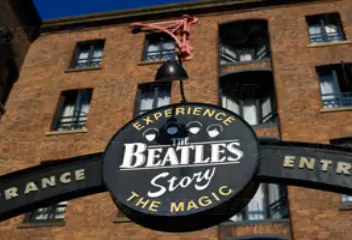 EXPERIENCE
THE
BEATLES
Story
THE MAGIC
RANCE
ENTR